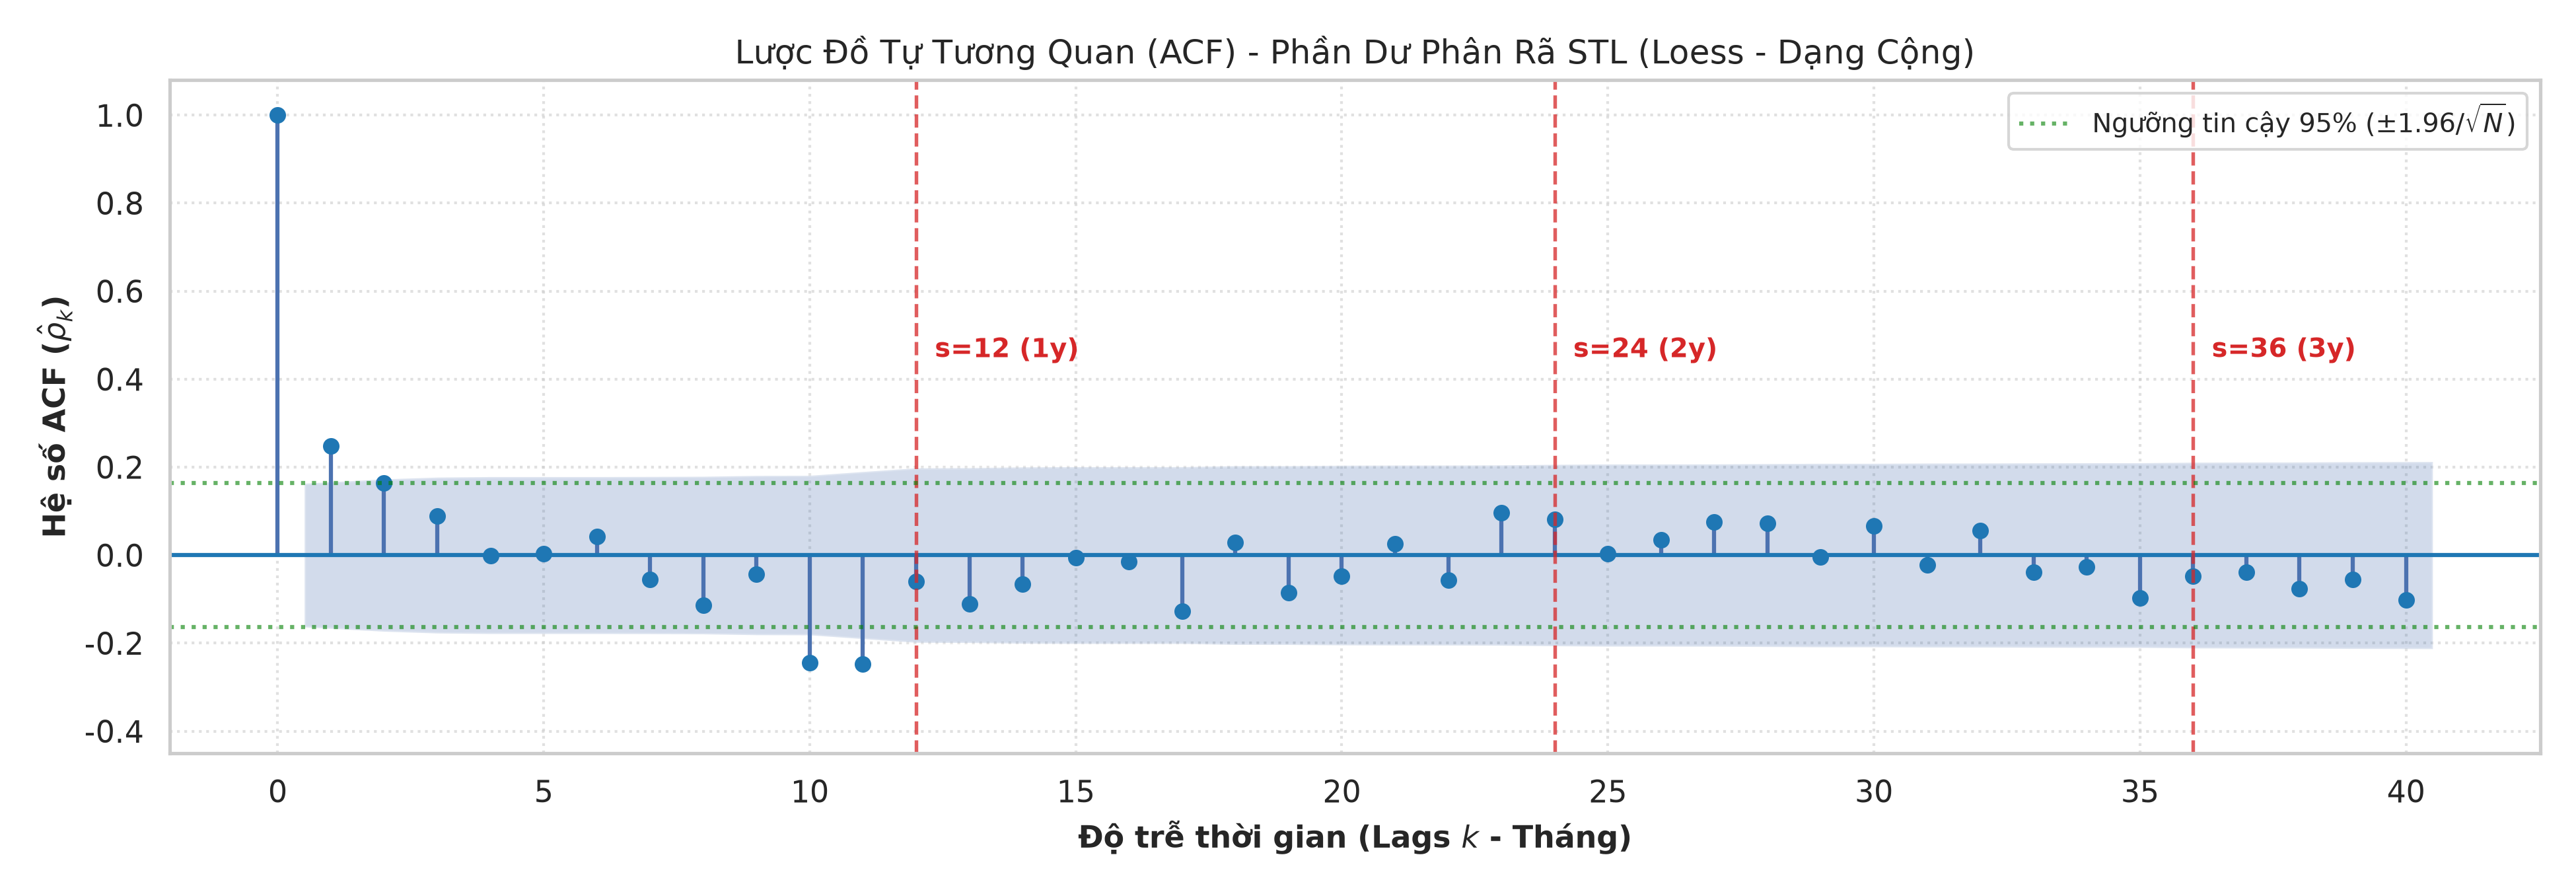 Lược Đồ Tự Tương Quan (ACF) - Phần Dư Phân Rã STL (Loess - Dạng Cộng)
Ngưỡng tin cậy 95% (±1.96/√N)
Hệ số ACF (ρ̂ₖ)
1.0
0.8
0.6
0.4
0.2
0.0
-0.2
-0.4
s=12 (1y)
s=24 (2y)
s=36 (3y)
0
5
10
15
20
25
30
35
40
Độ trễ thời gian (Lags k - Tháng)